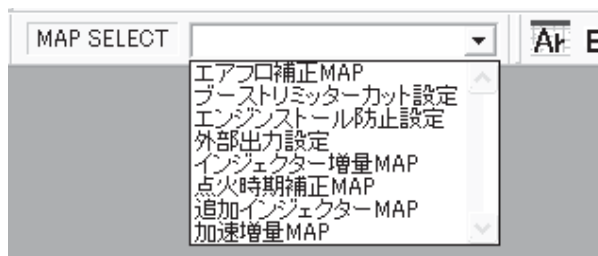 MAP SELECT
エアフロ補正MAP
ブーストリミッターカット設定
エンジンストール防止設定
外部出力設定
インジェクター増量MAP
点火時期補正MAP
追加インジェクターMAP
加速増量MAP